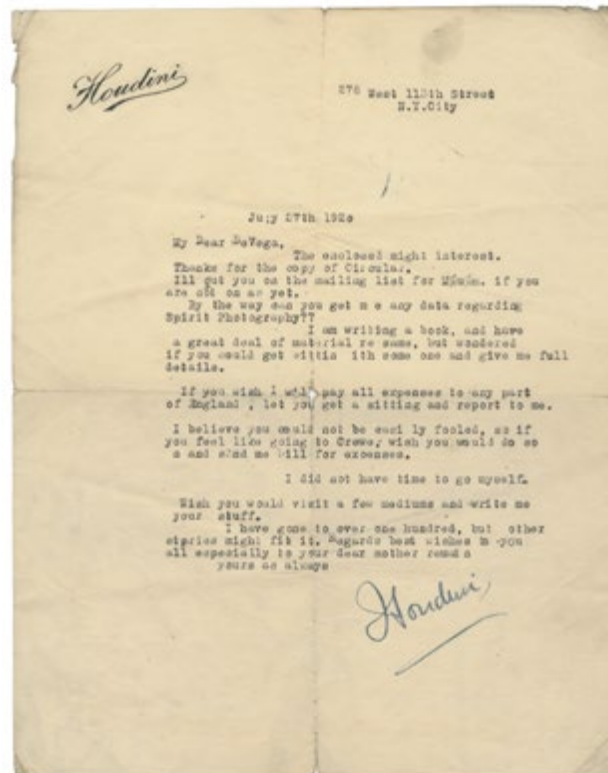 Houdini
278 West 113th Street
N.Y.City
July 27th 192
My Dear DeVega,
The enclosed might interest.
Thanks for the copy of Circular.
Ill put you on the mailing list for if you
are not on as yet.
By the way can you get m e any data regarding
Spirit Photography??
I am writing a book, and have
a great deal of material re same, but wondered
if you would get sittin ith some one and give me full
details.
If you wish I will pay all expenses to any part
of England , let you get a sitting and report to me.
I believe you could not be easi ly fooled, so if
you feel like going to Crewe, wish you would do so
a and send me bill for expenses.
I did not have time to go myself.
Wish you would visit a few mediums and write me
your stuff.
I have gone to over one hundred, but other
stories might fit it. Regards best wishes to you
all especially to your dear mother
yours as always
Houdini